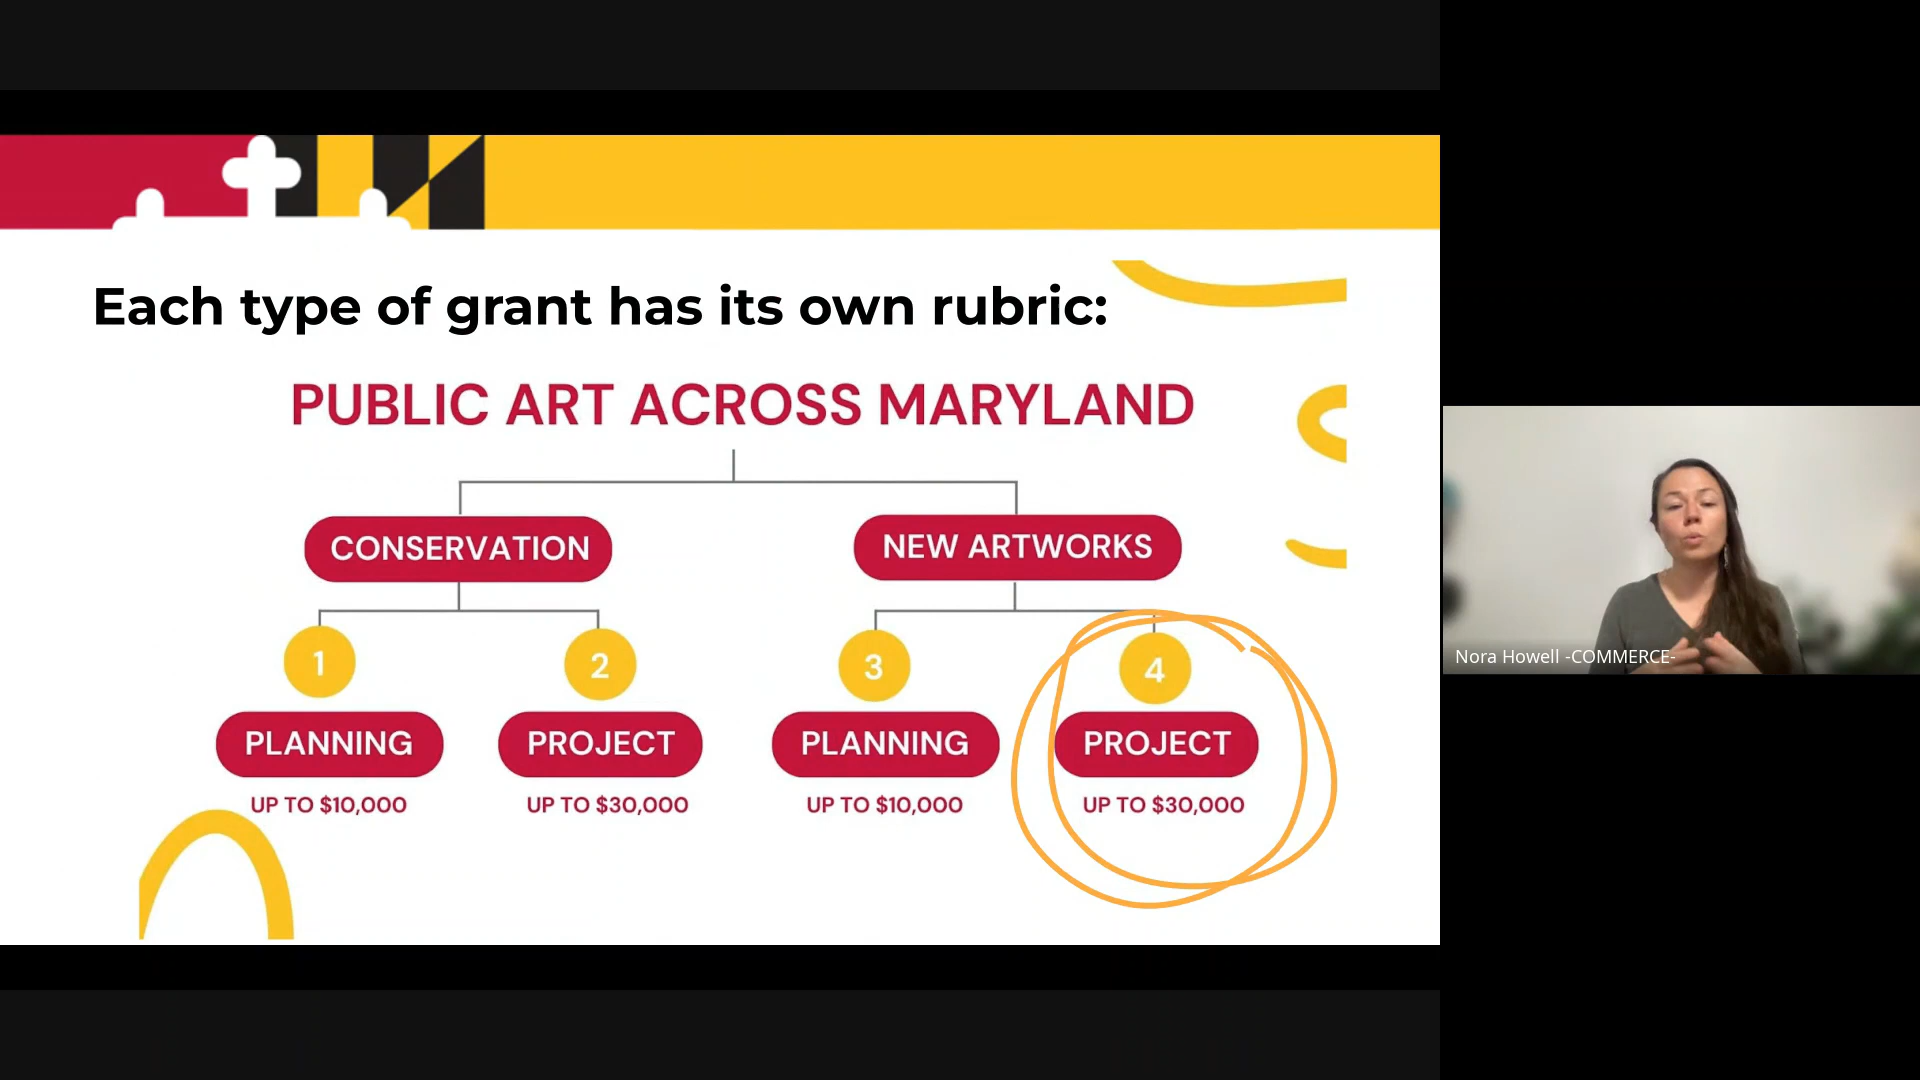 Each type of grant has its own rubric:
PUBLIC ART ACROSS MARYLAND
CONSERVATION
NEW ARTWORKS
1
2
3
4
PLANNING
PROJECT
PLANNING
PROJECT
UP TO $10,000
UP TO $30,000
UP TO $10,000
UP TO $30,000
Nora Howell -COMMERCE-